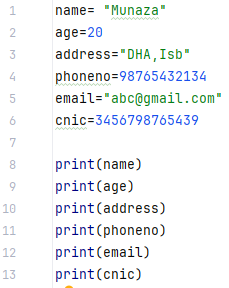 1 name= "Munaza"
2 age=20
3 address="DHA,Isb"
4 phoneno=98765432134
5 email="abc@gmail.com"
6 cnic=3456798765439
7
8 print(name)
9 print(age)
10 print(address)
11 print(phoneno)
12 print(email)
13 print(cnic)